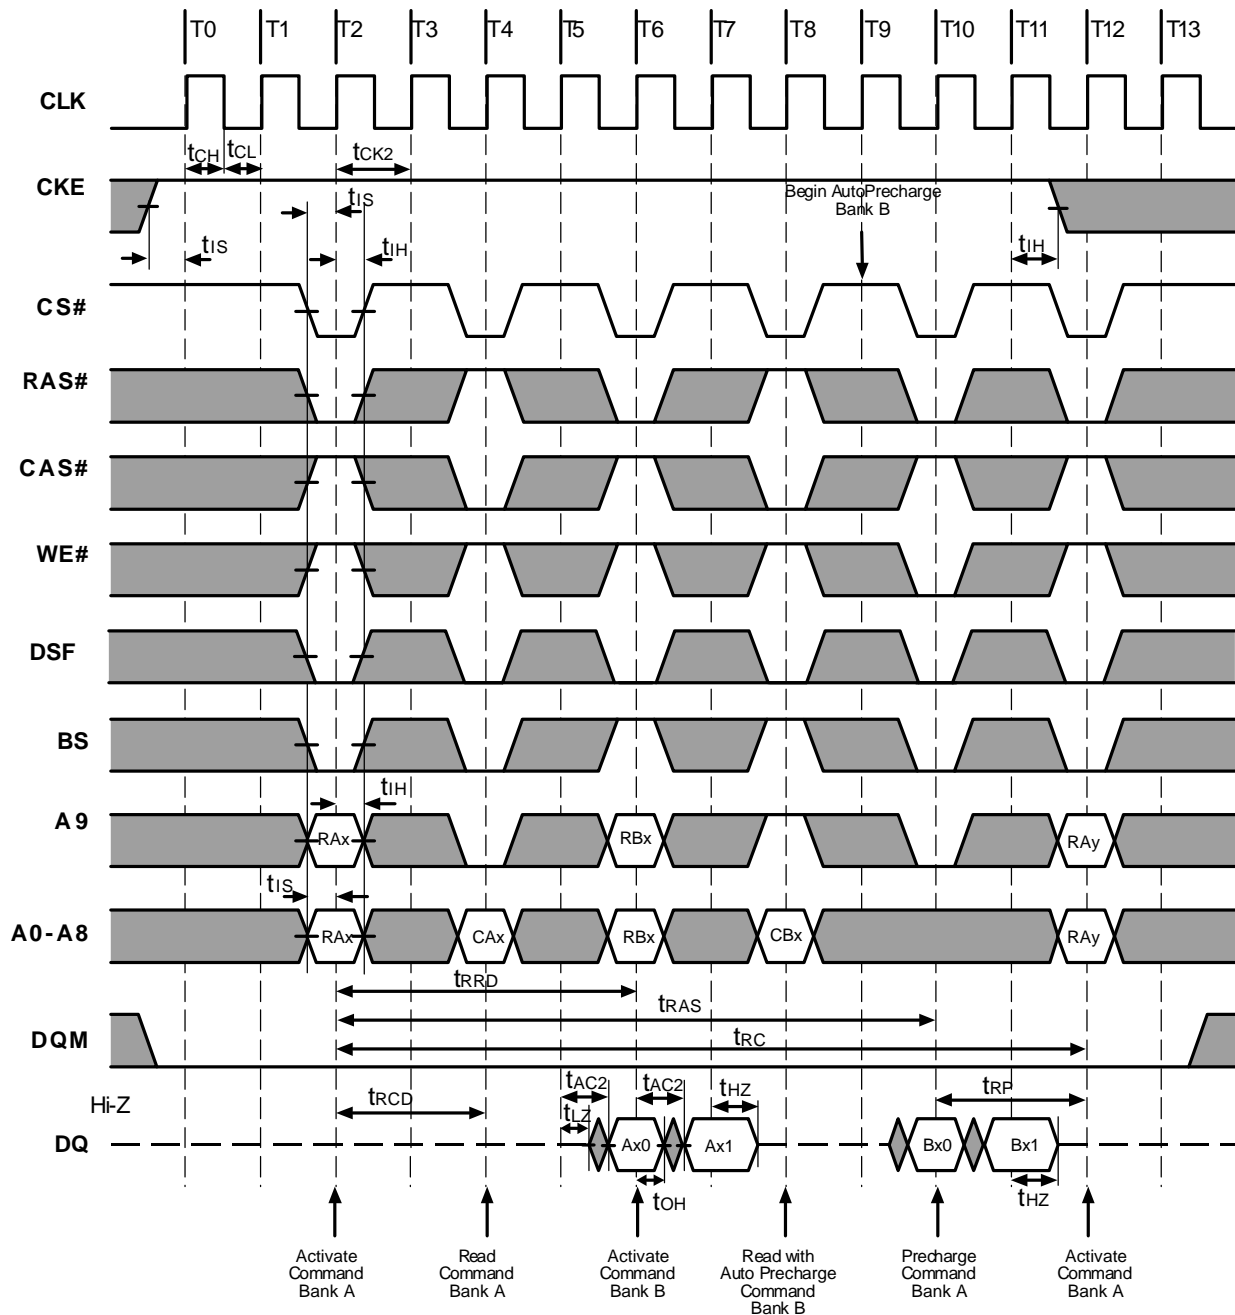 T0 T1 T2 T3 T4 T5 T6 T7 T8 T9 T10 T11 T12 T13
CLK
tCH tCL tCK2
CKE
tIS
Begin AutoPrecharge
Bank B
tIS tIH tIH
CS#
RAS#
CAS#
WE#
DSF
BS
tIH
A9
RAx RBx RAy
tIS
A0-A8
RAx CAx RBx CBx RAy
tRRD
tRAS
DQM
tRC
Hi-Z
tRCD tAC2 tAC2 tHZ tRP
tLZ
DQ
Ax0 Ax1 Bx0 Bx1
tOH tHZ
Activate
Command
Bank A
Read
Command
Bank A
Activate
Command
Bank B
Read with
Auto Precharge
Command
Bank B
Precharge
Command
Bank A
Activate
Command
Bank A